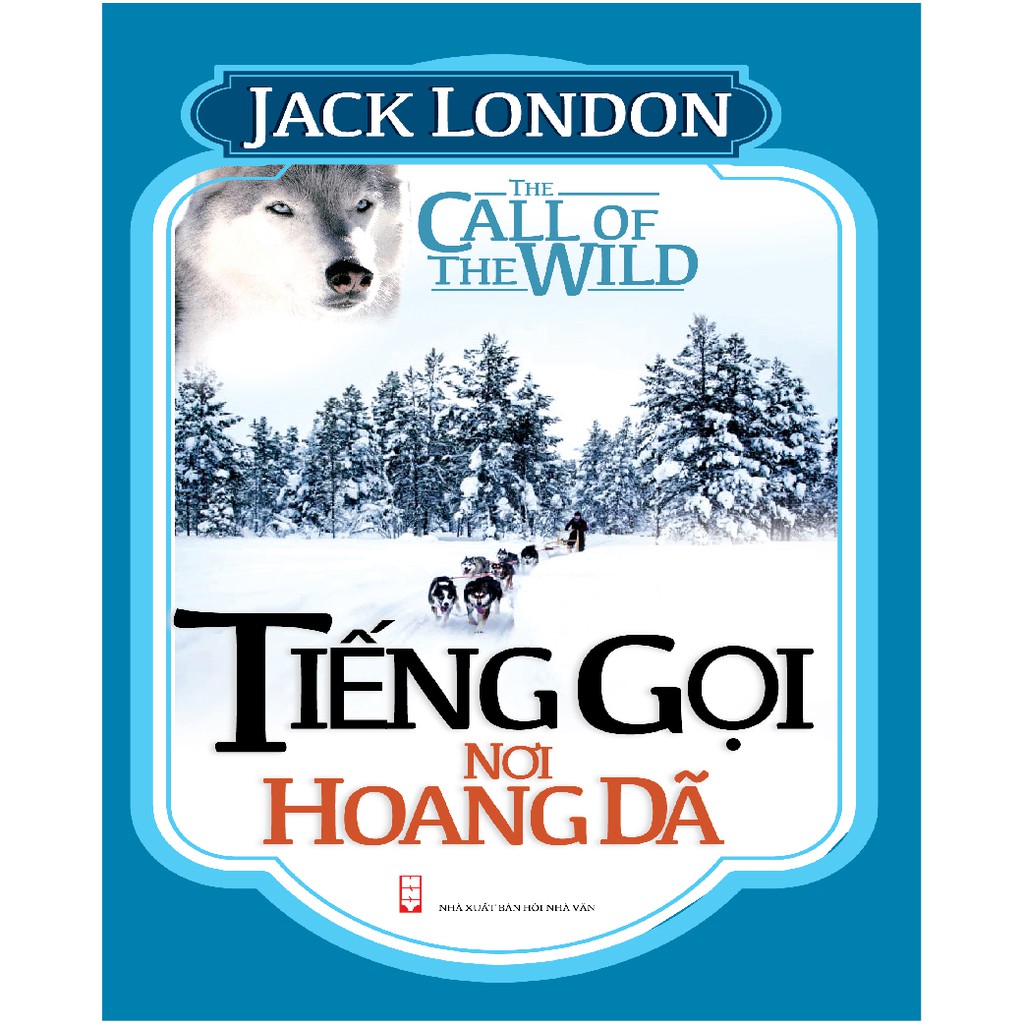 JACK LONDON
THE
CALL OF
THE WILD
TIẾNG GỌI
NƠI
HOANG DÃ
NHÀ XUẤT BẢN HỘI NHÀ VĂN